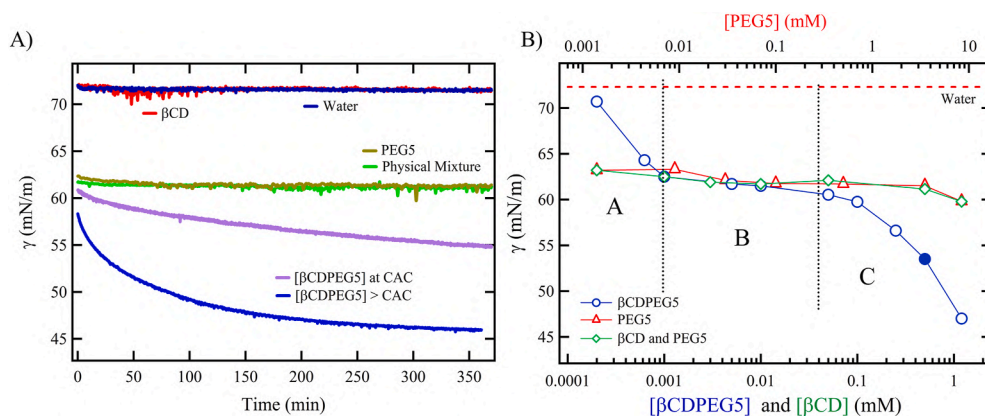 A)
70
65
60
55
50
45
γ (mN/m)
βCD
Water
PEG5
Physical Mixture
[βCDPEG5] at CAC
[βCDPEG5] > CAC
0 50 100 150 200 250 300 350
Time (min)
B)
[PEG5] (mM)
0.001 0.01 0.1 1 10
70
65
60
55
50
45
γ (mN/m)
Water
A
B
C
βCDPEG5
PEG5
βCD and PEG5
0.0001 0.001 0.01 0.1 1
[βCDPEG5] and [βCD] (mM)